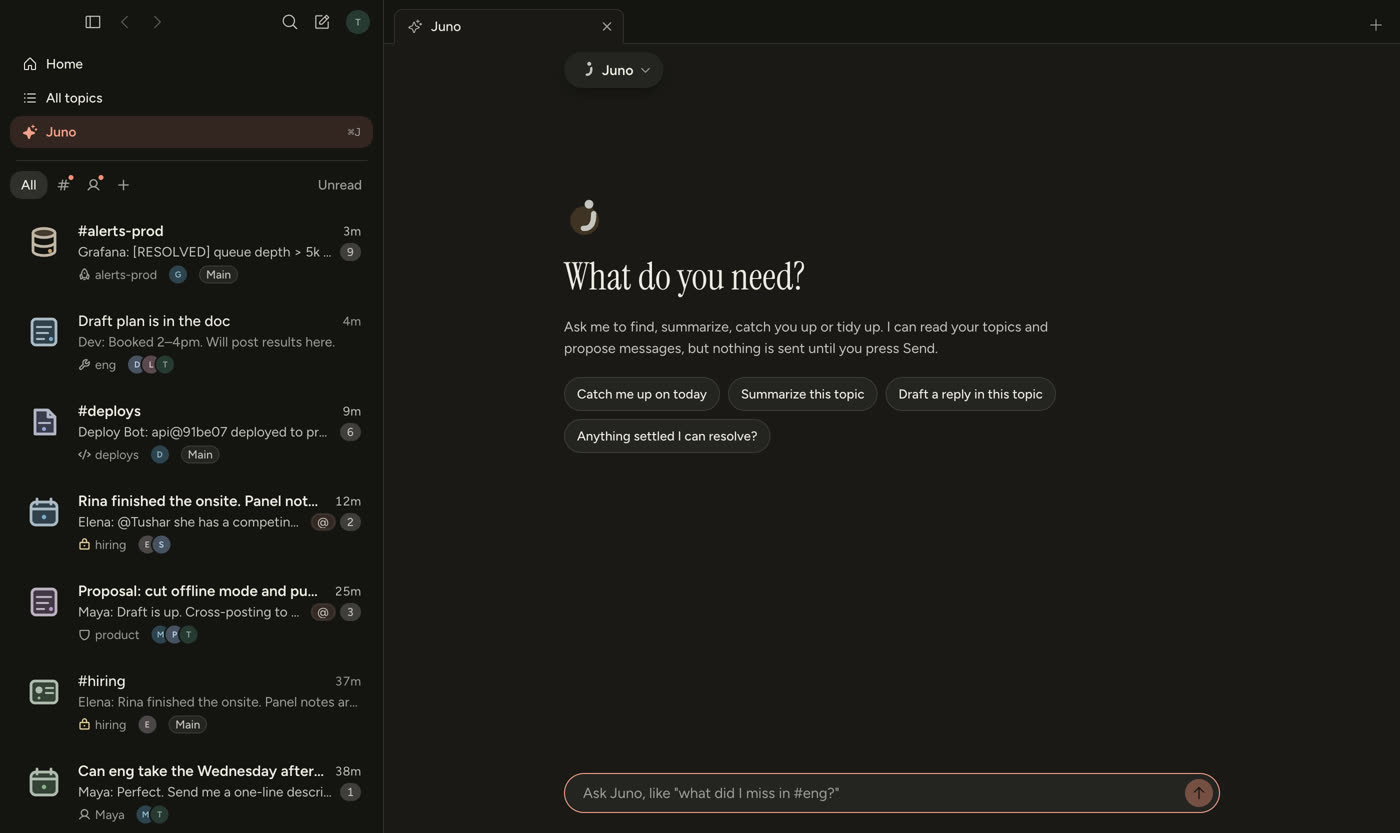 T
Juno
Home
All topics
Juno
⌘J
Juno
All
Unread
#alerts-prod
3m
Grafana: [RESOLVED] queue depth > 5k ...
9
alerts-prod
G
Main
Draft plan is in the doc
4m
Dev: Booked 2–4pm. Will post results here.
eng
D L T
#deploys
9m
Deploy Bot: api@91be07 deployed to pr...
6
deploys
D
Main
Rina finished the onsite. Panel not...
12m
Elena: @Tushar she has a competin...
@ 2
hiring
E S
Proposal: cut offline mode and pu...
25m
Maya: Draft is up. Cross-posting to ...
@ 3
product
M P T
#hiring
37m
Elena: Rina finished the onsite. Panel notes ar...
hiring
E
Main
Can eng take the Wednesday after...
38m
Maya: Perfect. Send me a one-line descri...
1
Maya
M T
What do you need?
Ask me to find, summarize, catch you up or tidy up. I can read your topics and
propose messages, but nothing is sent until you press Send.
Catch me up on today
Summarize this topic
Draft a reply in this topic
Anything settled I can resolve?
Ask Juno, like "what did I miss in #eng?"